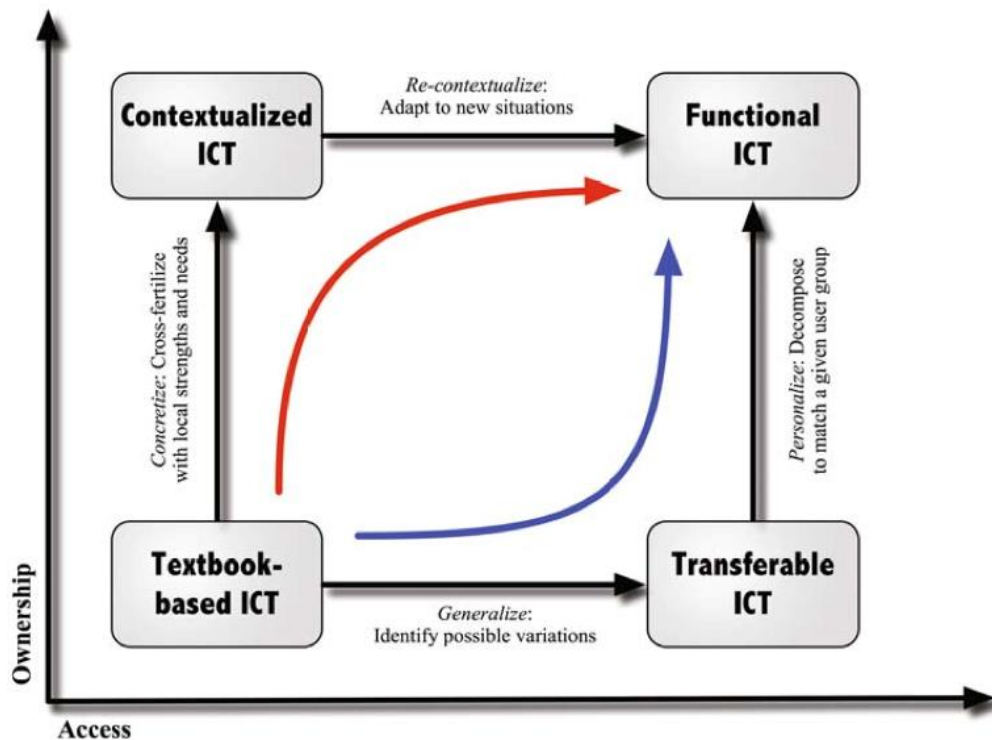 Re-contextualize:
Adapt to new situations
Contextualized
ICT
Functional
ICT
Concretize: Cross-fertilize
with local strengths and needs
Personalize: Decompose
to match a given user group
Textbook-
based ICT
Transferable
ICT
Generalize:
Identify possible variations
Ownership
Access